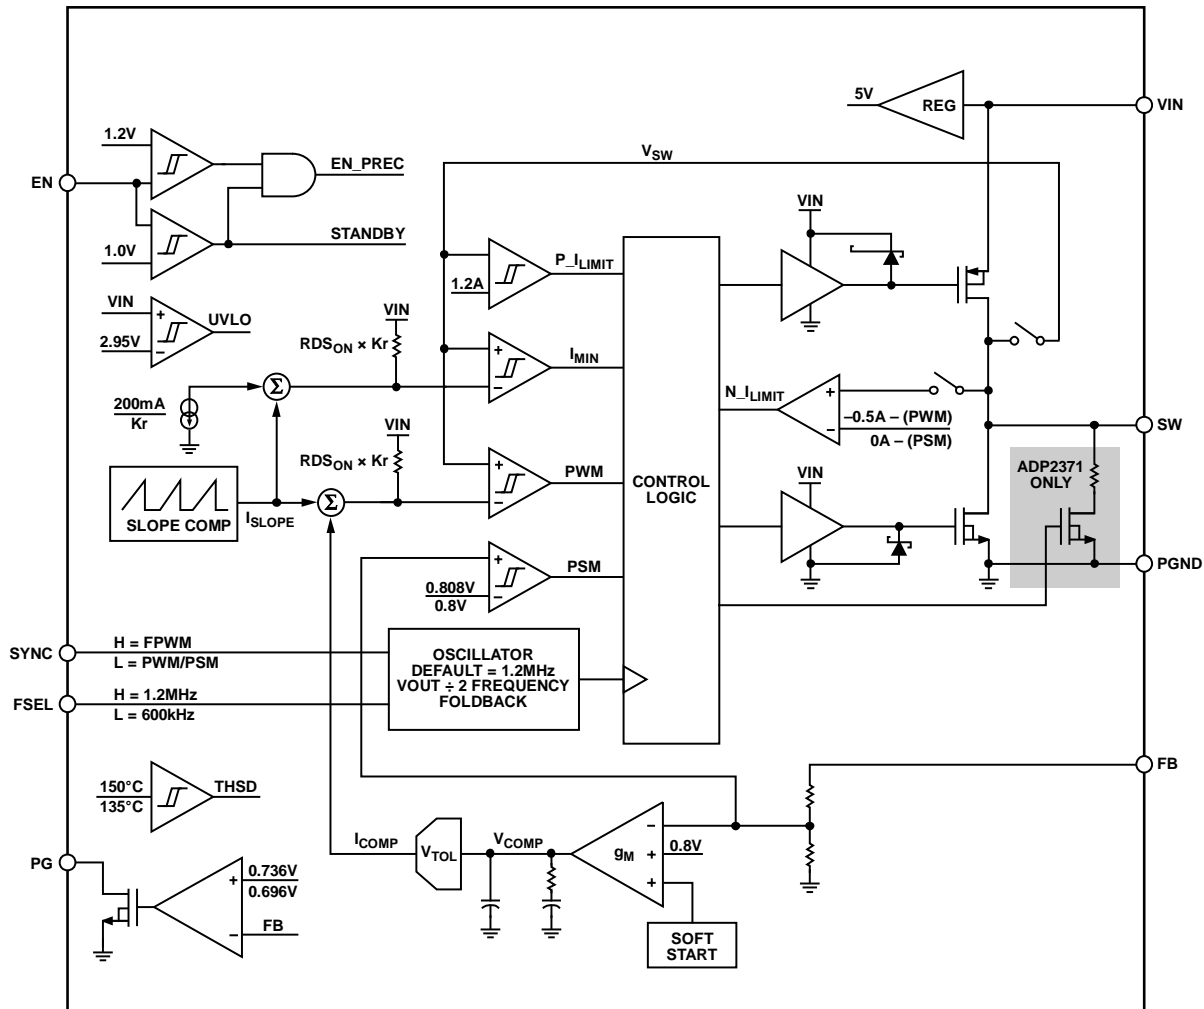 5V
REG
VIN
1.2V
EN
EN_PREC
1.0V
STANDBY
VSW
VIN
P_ILIMIT
1.2A
VIN
+
UVLO
2.95V
−
VIN
RDSON × Kr
+
IMIN
−
200mA
Kr
Σ
N_ILIMIT
+
−0.5A – (PWM)
−
0A – (PSM)
SW
VIN
RDSON × Kr
+
PWM
−
Σ
SLOPE COMP
ISLOPE
CONTROL
LOGIC
VIN
ADP2371
ONLY
+
PSM
0.808V
−
0.8V
PGND
SYNC
H = FPWM
L = PWM/PSM
FSEL
H = 1.2MHz
L = 600kHz
OSCILLATOR
DEFAULT = 1.2MHz
VOUT ÷ 2 FREQUENCY
FOLDBACK
FB
150°C
135°C
THSD
ICOMP
VTOL
VCOMP
gM
−
+
0.8V
+
SOFT
START
PG
+
0.736V
0.696V
−
FB